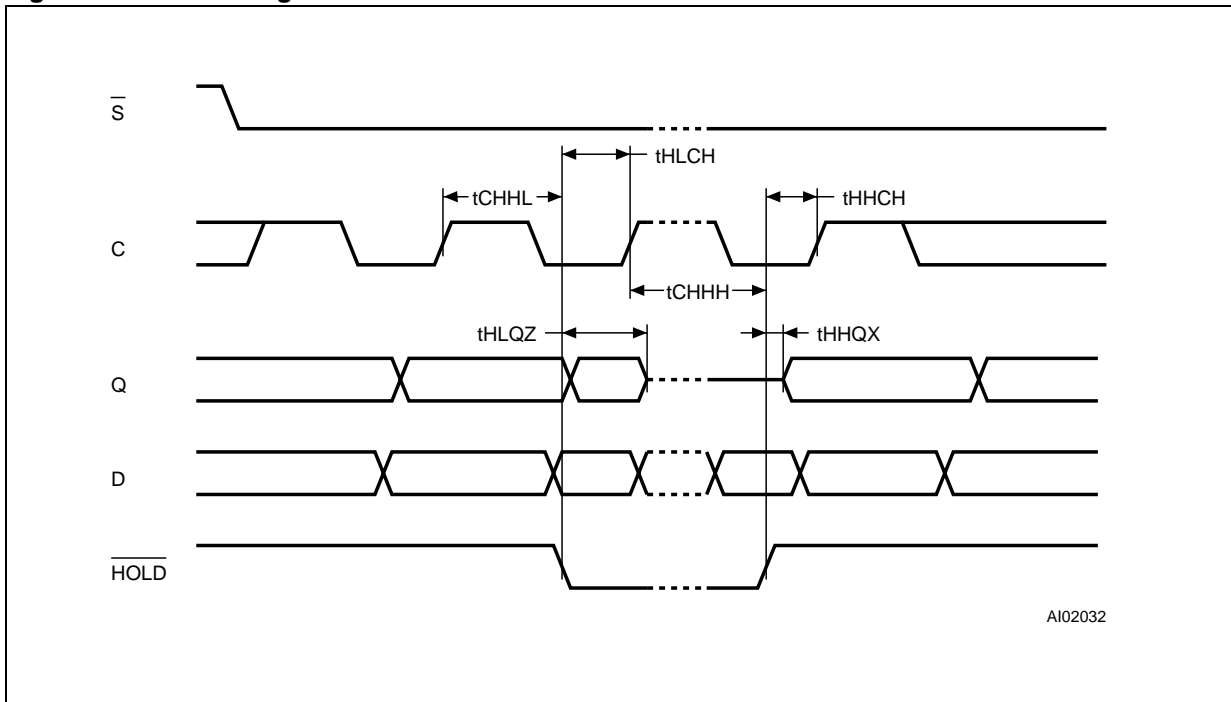 S
tHLCH
tCHHL
tHHCH
C
tCHHH
tHLQZ
tHHQX
Q
D
HOLD
AI02032